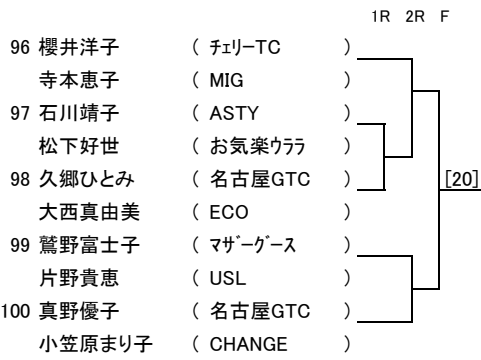 1R 2R F
96 櫻井洋子 ( ﾁｪﾘｰTC )
寺本恵子 ( MIG )
97 石川靖子 ( ASTY )
松下好世 ( お気楽ｳﾗﾗ )
98 久郷ひとみ ( 名古屋GTC ) [20]
大西真由美 ( ECO )
99 鷲野富士子 ( ﾏｻﾞｰｸﾞｰｽ )
片野貴恵 ( USL )
100 真野優子 ( 名古屋GTC )
小笠原まり子 ( CHANGE )